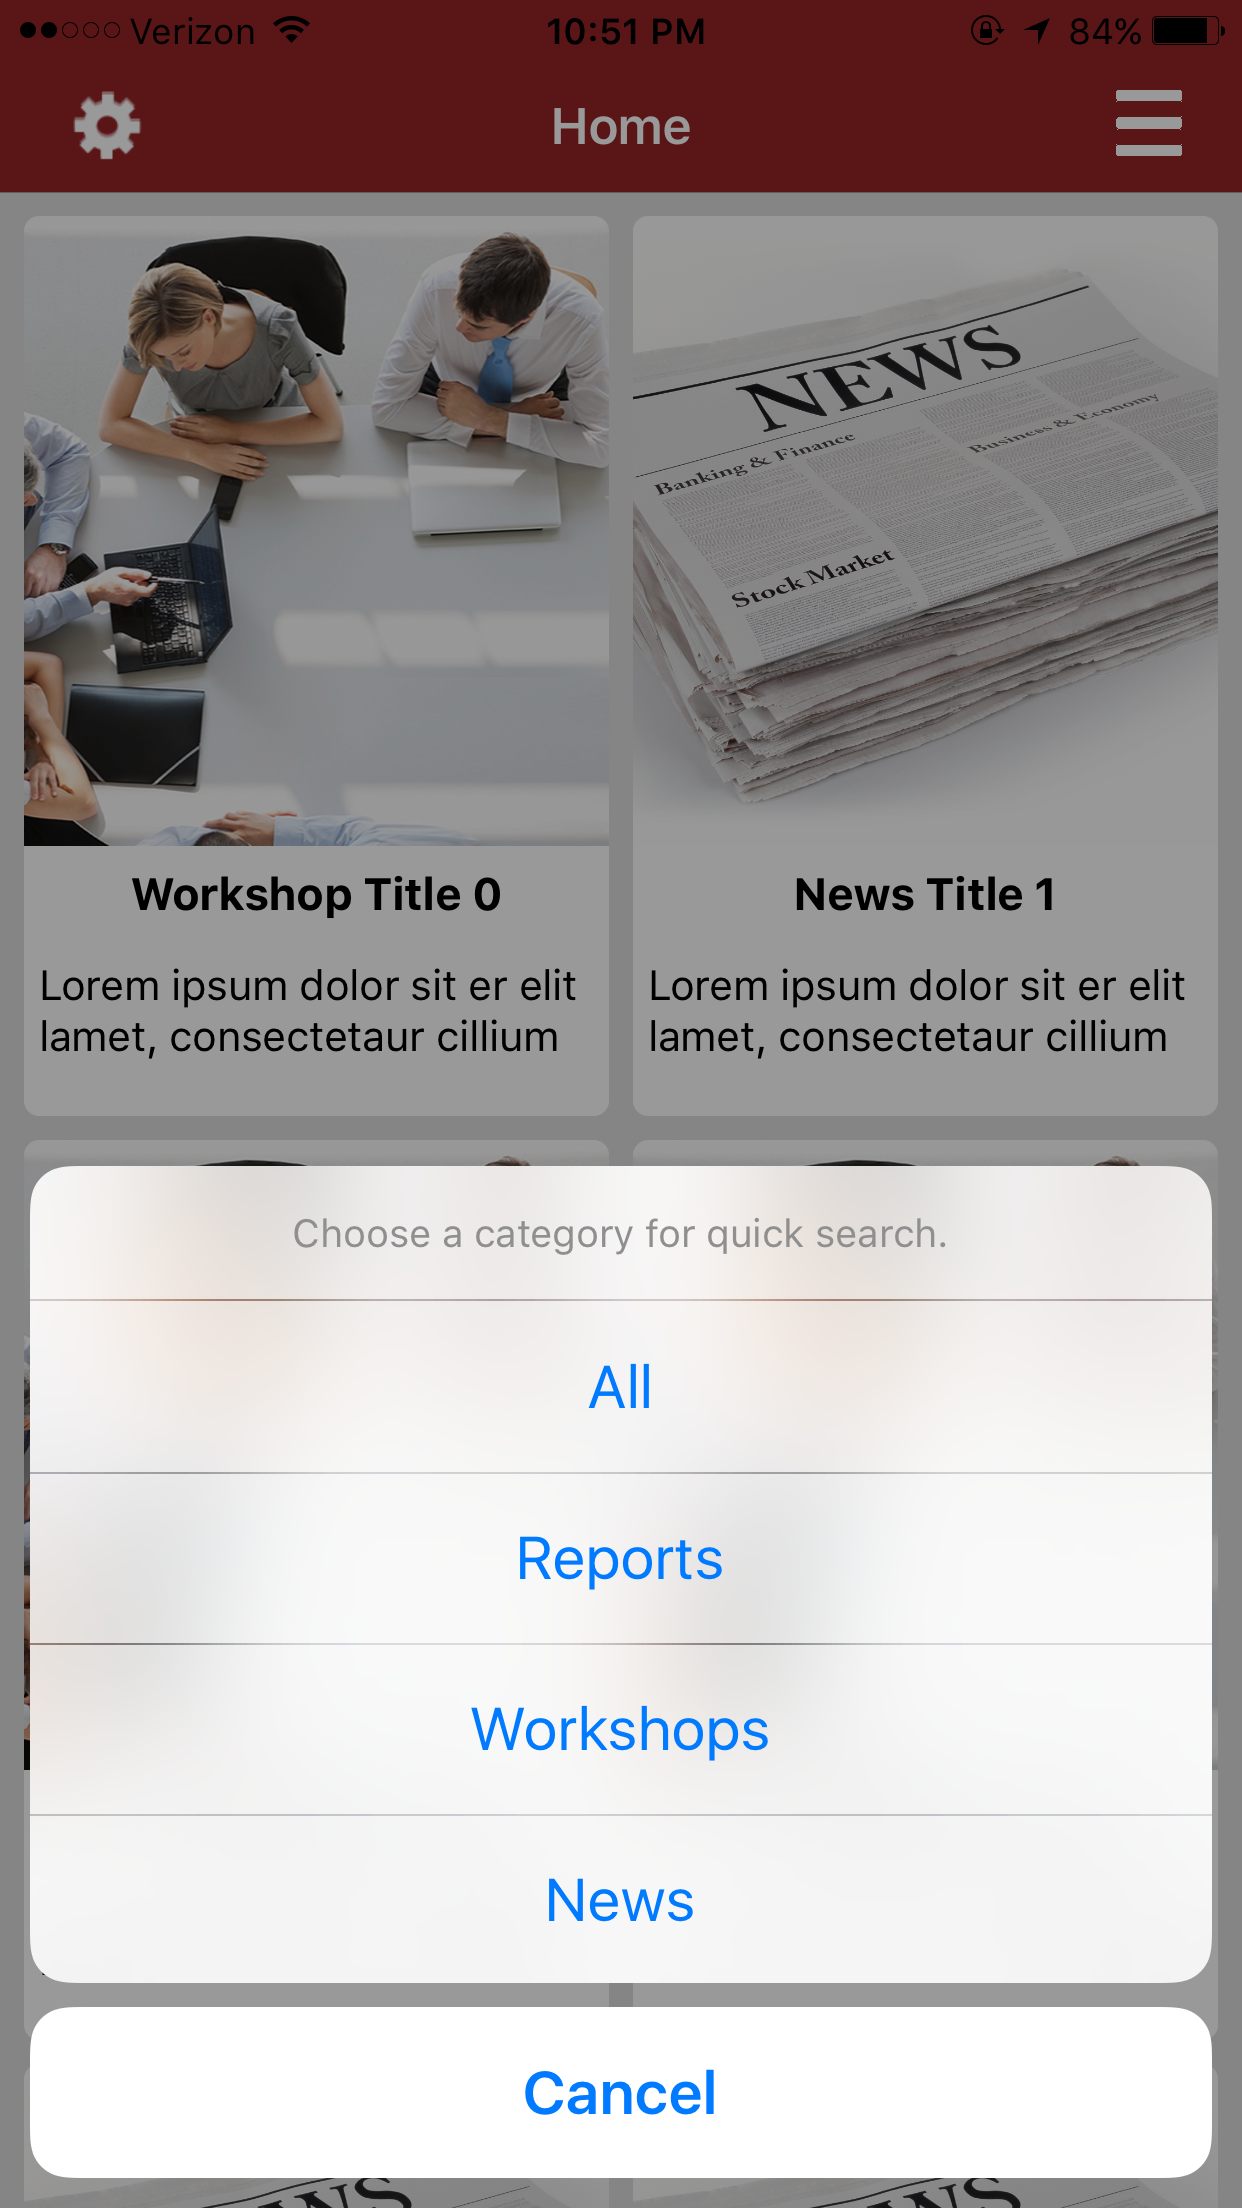 Verizon 10:51 PM 84%
Home
NEWS
Banking & Finance
Business & Economy
Stock Market
Workshop Title 0
Lorem ipsum dolor sit er elit
lamet, consectetaur cillium
News Title 1
Lorem ipsum dolor sit er elit
lamet, consectetaur cillium
Choose a category for quick search.
All
Reports
Workshops
News
Cancel